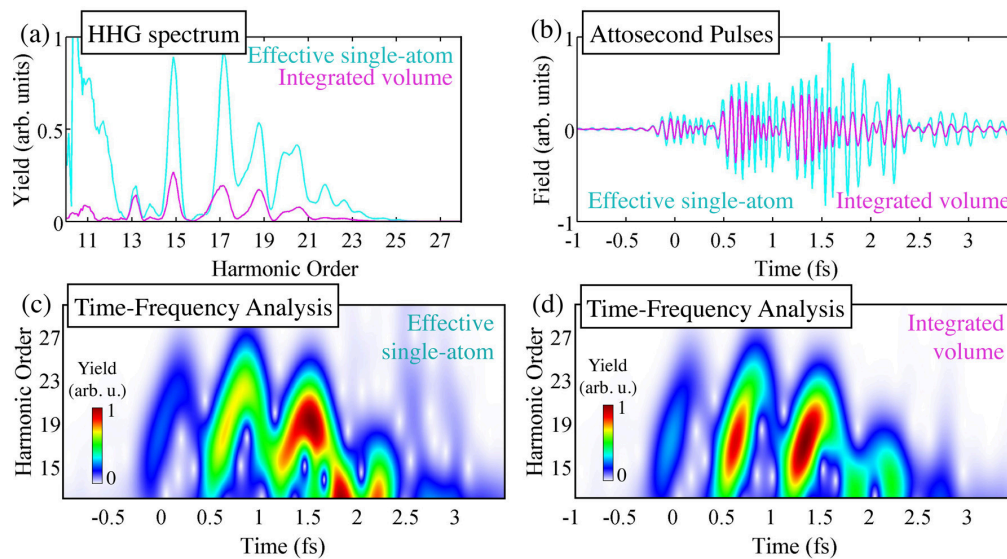 (a) HHG spectrum
Effective single-atom
Integrated volume
Yield (arb. units)
1
0.5
0
11 13 15 17 19 21 23 25 27
Harmonic Order
(b) Attosecond Pulses
Field (arb. units)
1
0
-1
Effective single-atom Integrated volume
-1 -0.5 0 0.5 1 1.5 2 2.5 3
Time (fs)
(c) Time-Frequency Analysis
Effective
single-atom
Harmonic Order
27
23
19
15
Yield
(arb. u.)
1
0
-0.5 0 0.5 1 1.5 2 2.5 3
Time (fs)
(d) Time-Frequency Analysis
Integrated
volume
Harmonic Order
27
23
19
15
Yield
(arb. u.)
1
0
-1 -0.5 0 0.5 1 1.5 2 2.5 3
Time (fs)